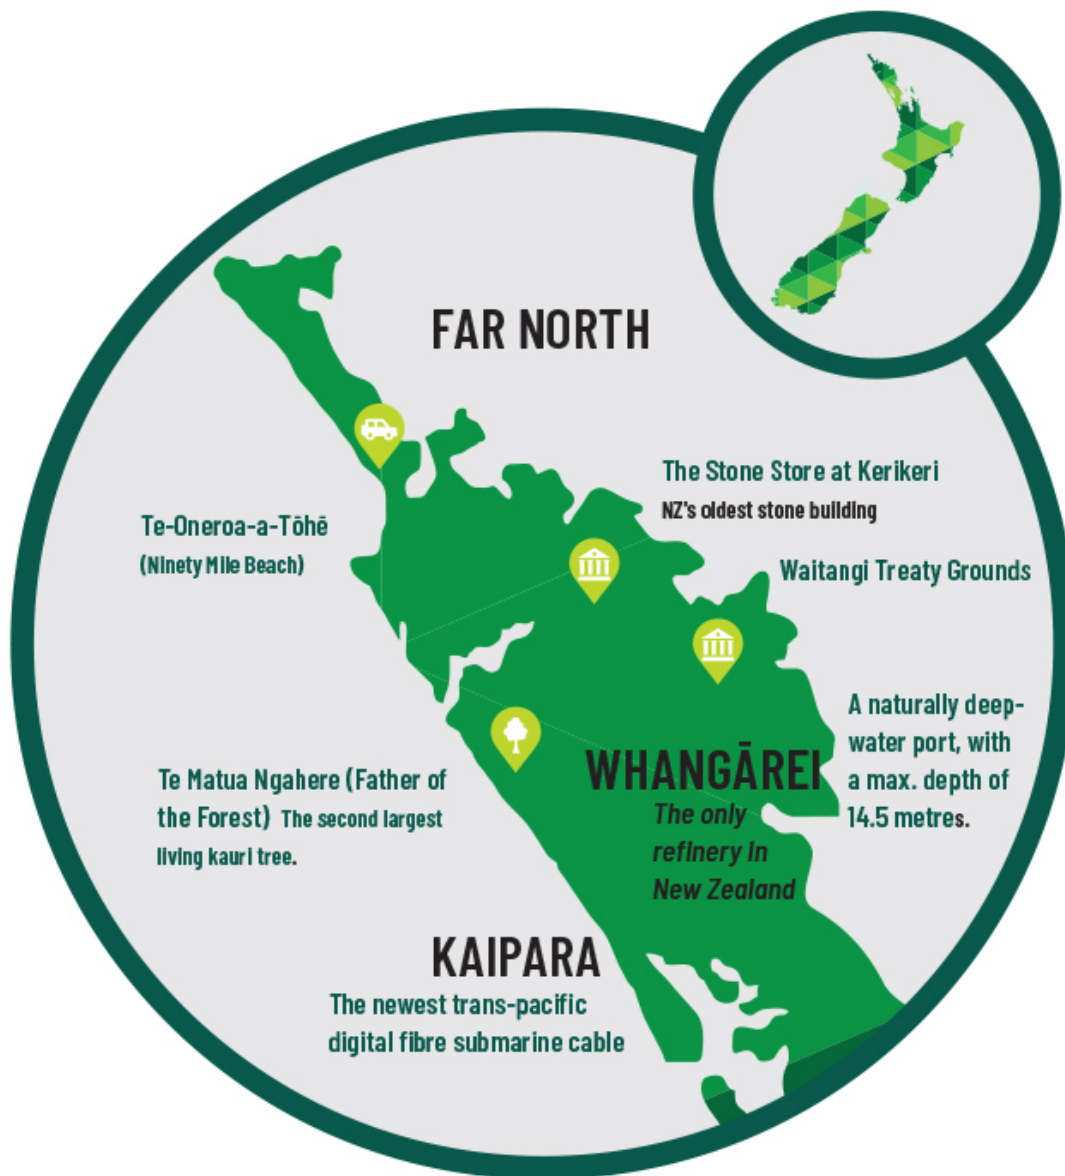 FAR NORTH
The Stone Store at Kerikeri
NZ's oldest stone building
Te-Oneroa-a-Tōhē
(Ninety Mile Beach)
Waitangi Treaty Grounds
A naturally deep-
water port, with
a max. depth of
14.5 metres.
WHANGĀREI
The only
refinery in
New Zealand
Te Matua Ngahere (Father of
the Forest) The second largest
living kauri tree.
KAIPARA
The newest trans-pacific
digital fibre submarine cable